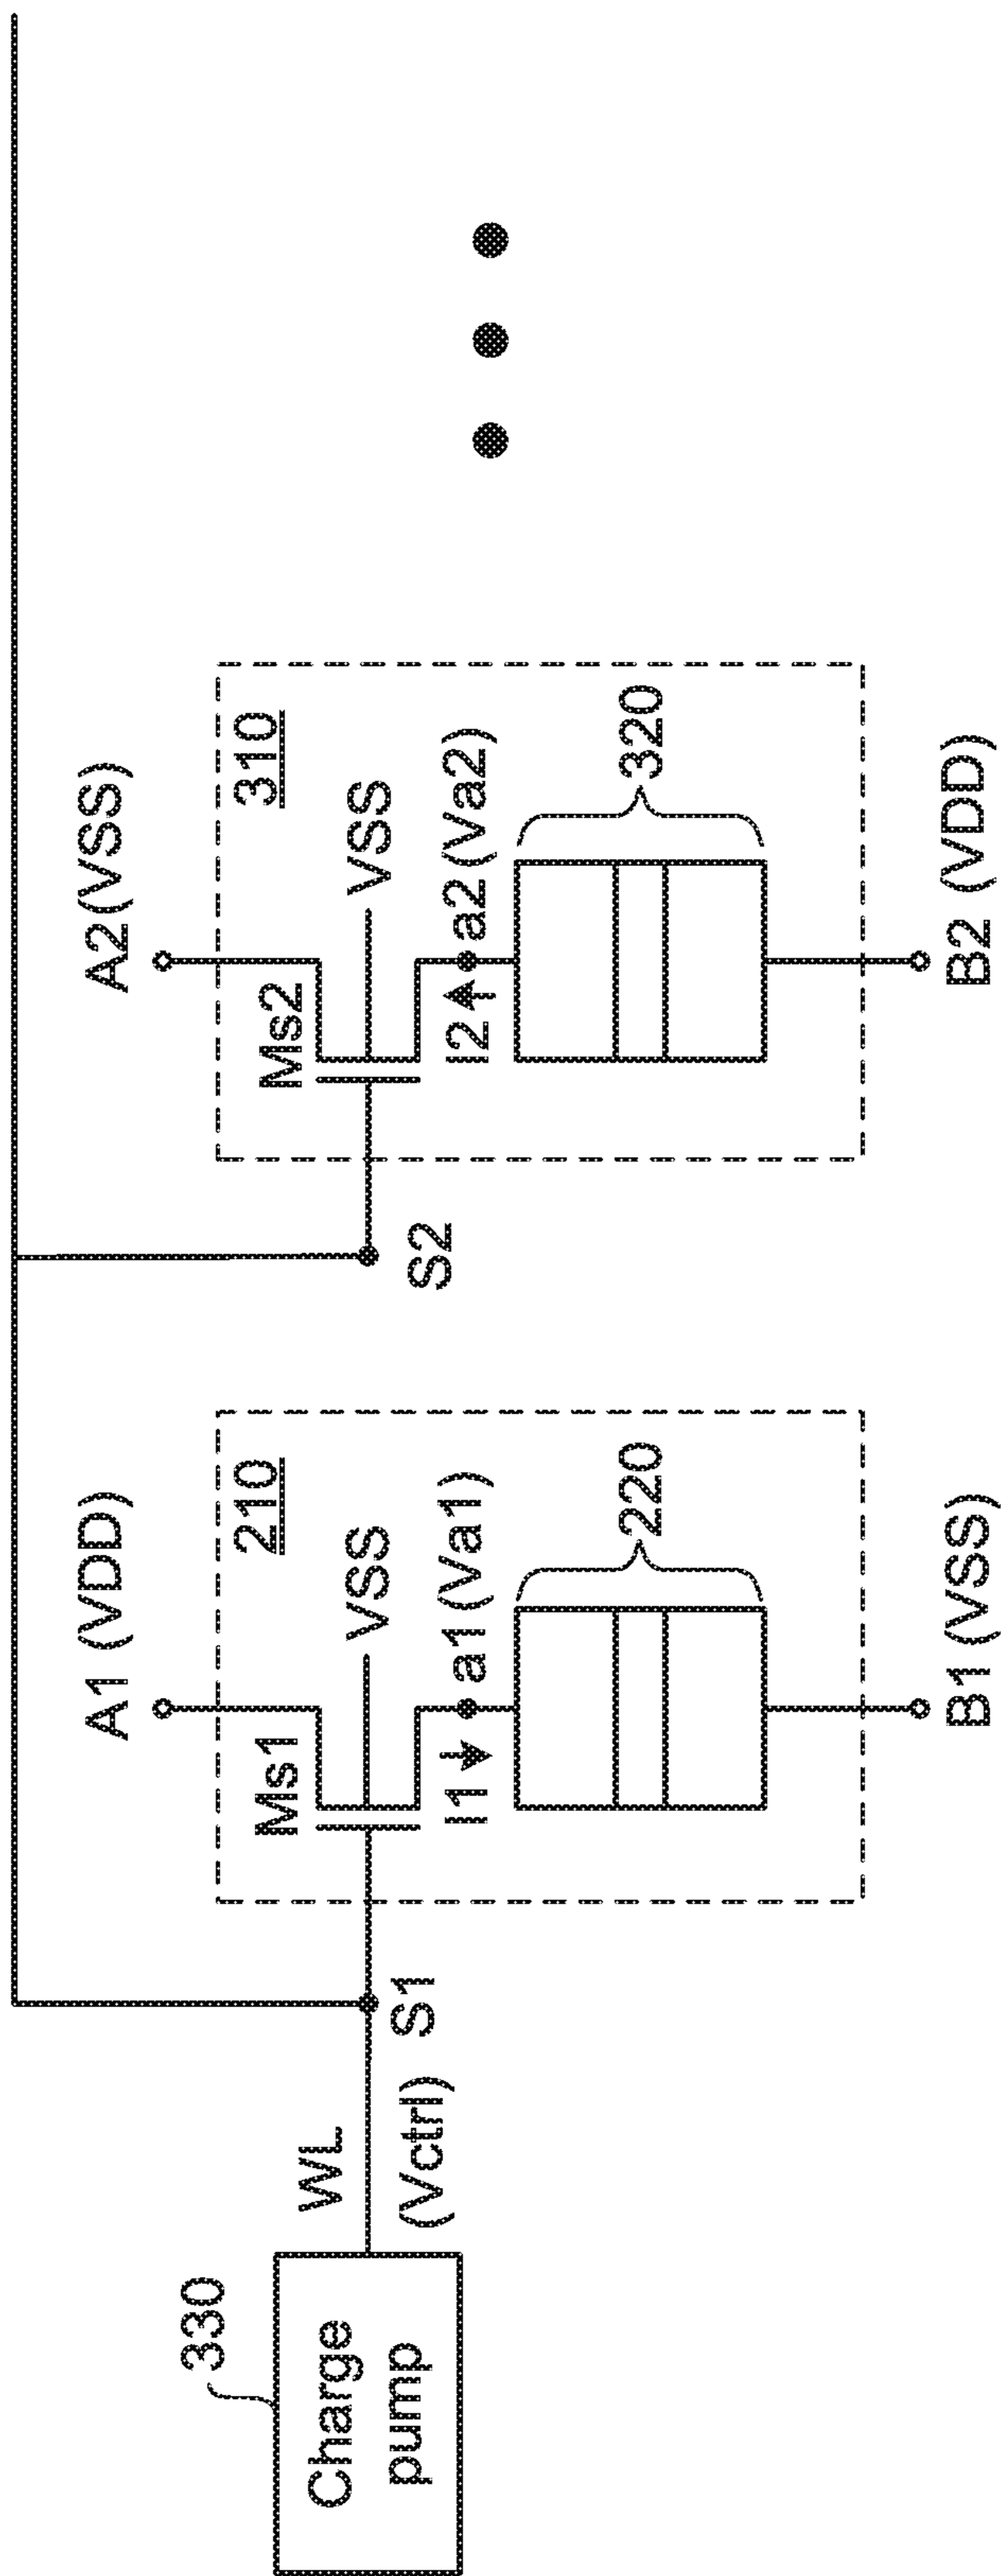 330
Charge
pump
WL
(Vctrl)
S1
A1 (VDD)
210
Ms1
VSS
I1
a1 (Va1)
220
B1 (VSS)
S2
A2 (VSS)
310
Ms2
VSS
I2
a2 (Va2)
320
B2 (VDD)